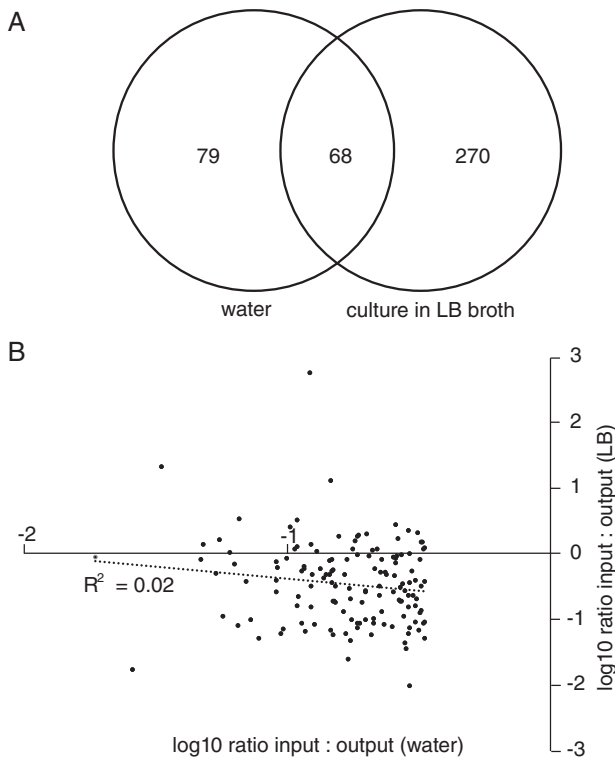 A
79
68
270
water
culture in LB broth
B
3
2
1
0
-1
-2
-3
log10 ratio input : output (LB)
-2
-1
R² = 0.02
log10 ratio input : output (water)